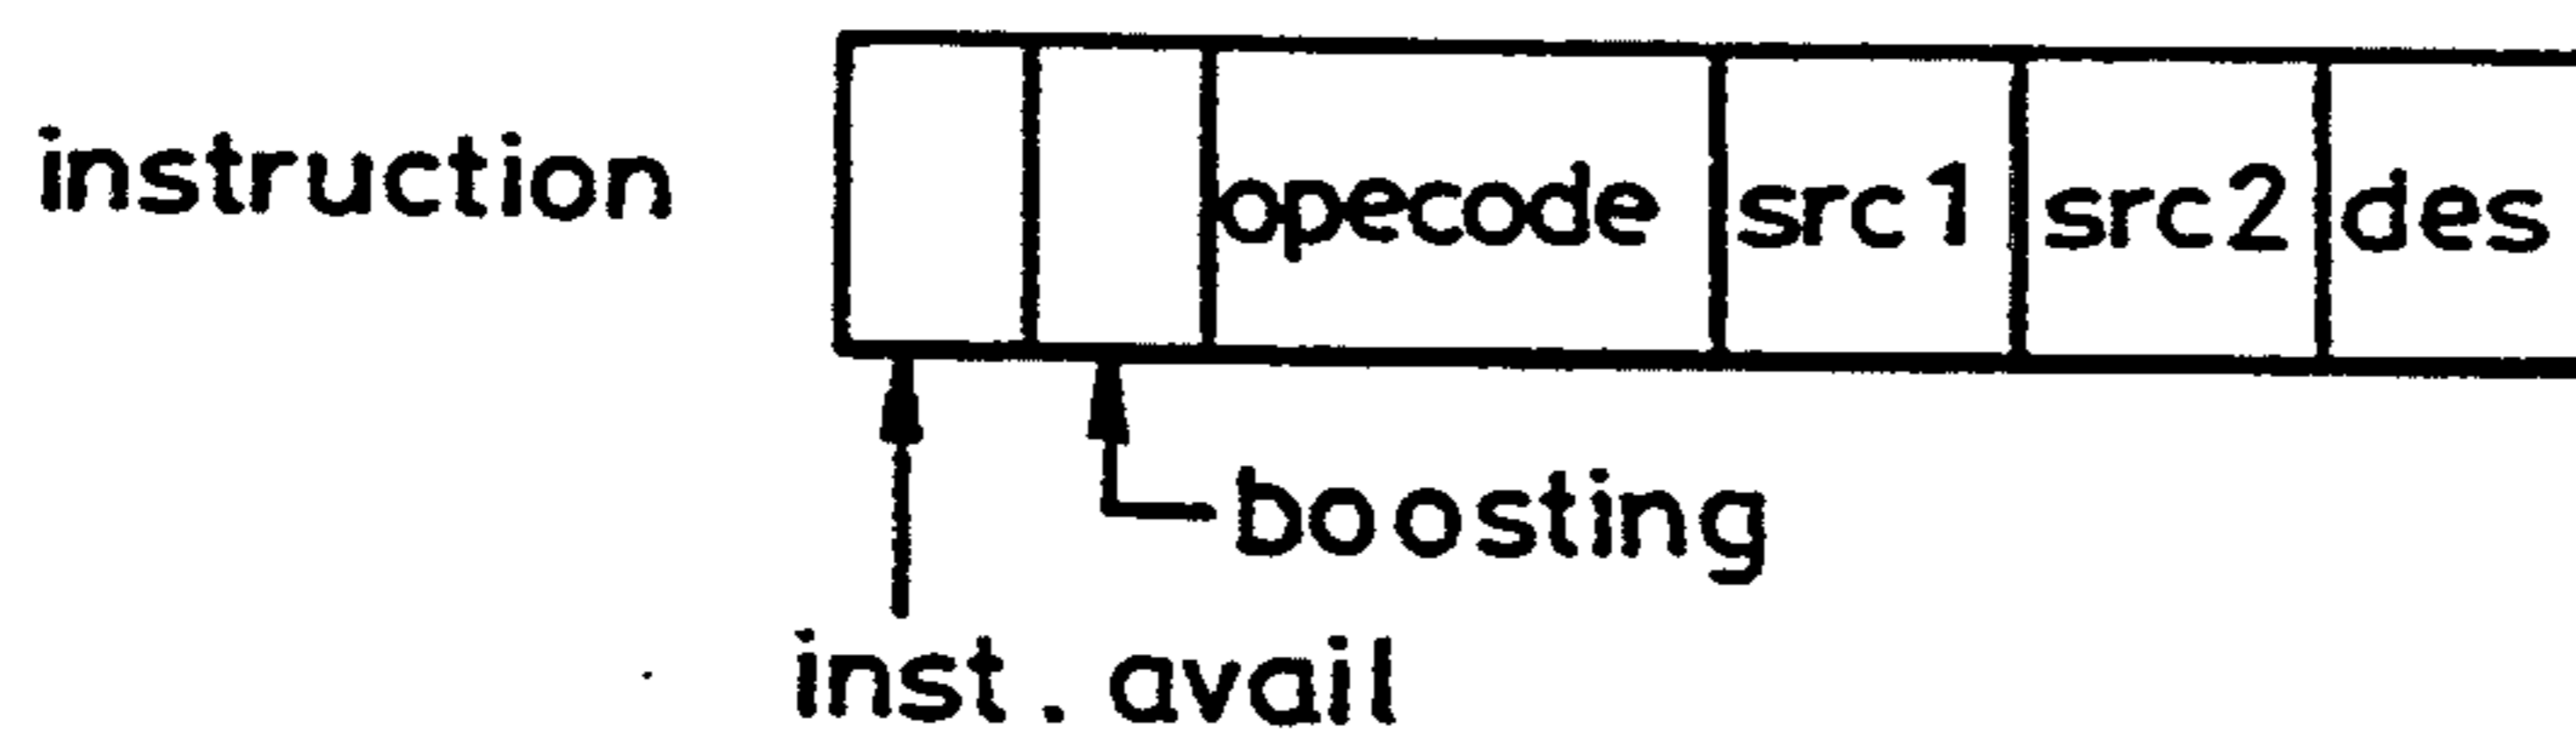 instruction opecode src1 src2 des
boosting
inst. avail